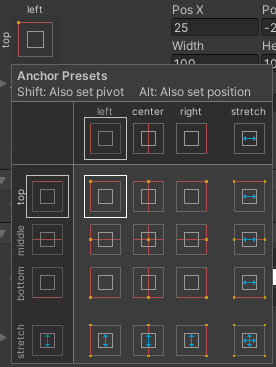 left
top
Pos X
Po
25
-2
Width
He
100
100
Anchor Presets
Shift: Also set pivot Alt: Also set position
left center right stretch
top
middle
bottom
stretch